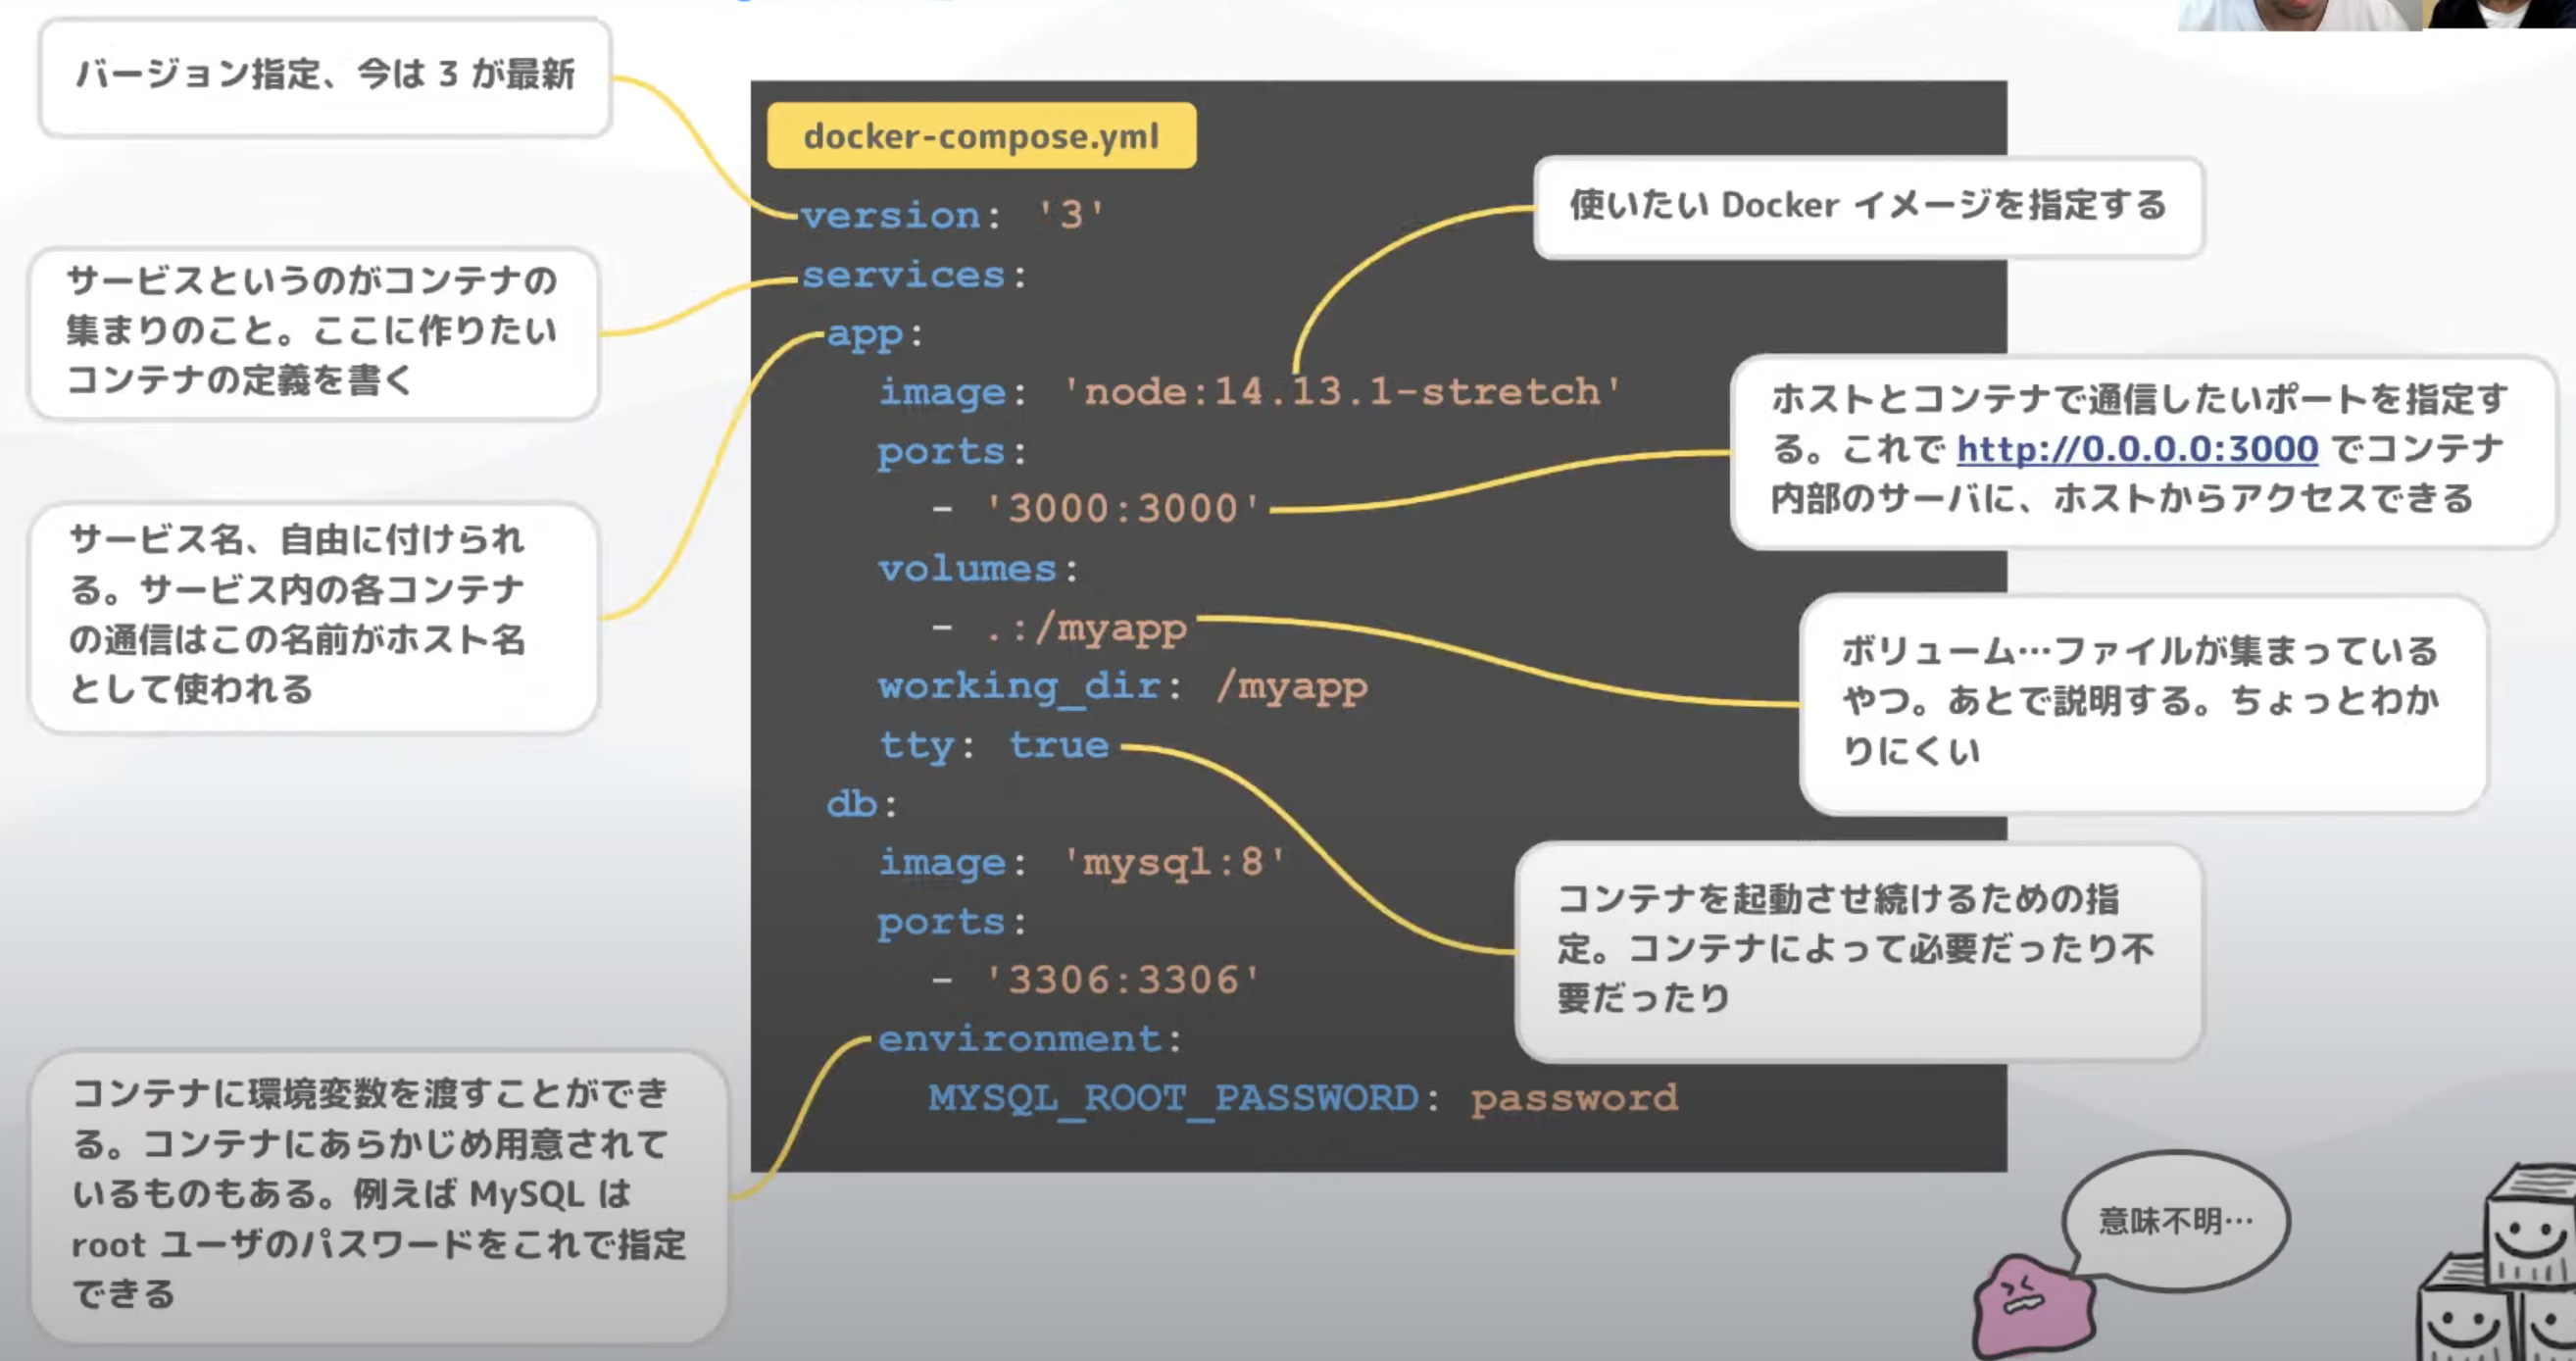 バージョン指定、今は 3 が最新
サービスというのがコンテナの
集まりのこと。ここに作りたい
コンテナの定義を書く
サービス名、自由に付けられ
る。サービス内の各コンテナ
の通信はこの名前がホスト名
として使われる
コンテナに環境変数を渡すことができ
る。コンテナにあらかじめ用意されて
いるものもある。例えば MySQL は
root ユーザのパスワードをこれで指定
できる
docker-compose.yml
version: '3'
services:
app:
image: 'node:14.13.1-stretch'
ports:
- '3000:3000'
volumes:
- .:/myapp
working_dir: /myapp
tty: true
db:
image: 'mysql:8'
ports:
- '3306:3306'
environment:
MYSQL_ROOT_PASSWORD: password
使いたい Docker イメージを指定する
ホストとコンテナで通信したいポートを指定す
る。これで http://0.0.0.0:3000 でコンテナ
内部のサーバに、ホストからアクセスできる
ボリューム…ファイルが集まっている
やつ。あとで説明する。ちょっとわか
りにくい
コンテナを起動させ続けるための指
定。コンテナによって必要だったり不
要だったり
意味不明…